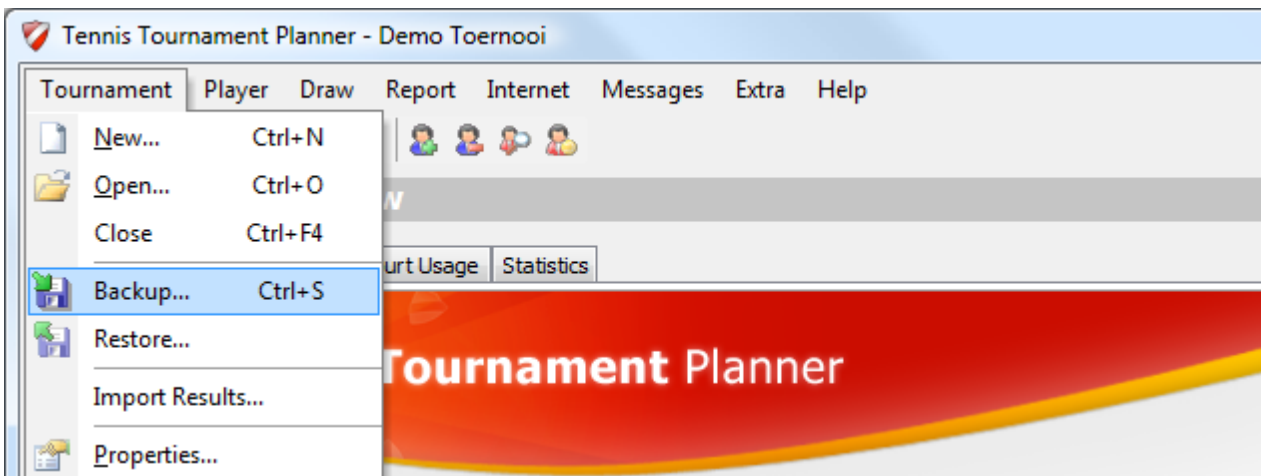 Tennis Tournament Planner - Demo Toernooi
Tournament Player Draw Report Internet Messages Extra Help
New... Ctrl+N
Open... Ctrl+O
Close Ctrl+F4
Usage Statistics
Backup... Ctrl+S
Restore...
Tournament Planner
Import Results...
Properties...